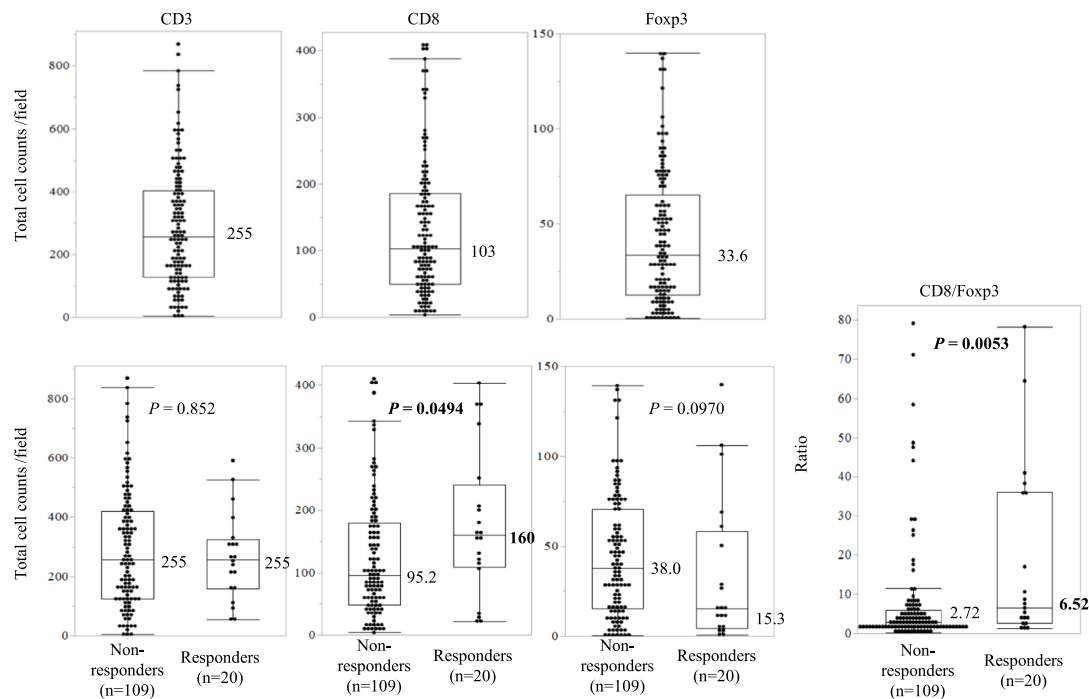 CD3
CD8
Foxp3
Total cell counts/field
800
600
400
200
0
255
400
300
200
100
0
103
150
100
50
0
33.6
CD8/Foxp3
Total cell counts/field
800
600
400
200
0
P = 0.852
255
255
Non-
responders
(n=109)
Responders
(n=20)
400
300
200
100
0
P = 0.0494
95.2
160
Non-
responders
(n=109)
Responders
(n=20)
150
100
50
0
P = 0.0970
38.0
15.3
Non-
responders
(n=109)
Responders
(n=20)
Ratio
80
70
60
50
40
30
20
10
0
P = 0.0053
2.72
6.52
Non-
responders
(n=109)
Responders
(n=20)